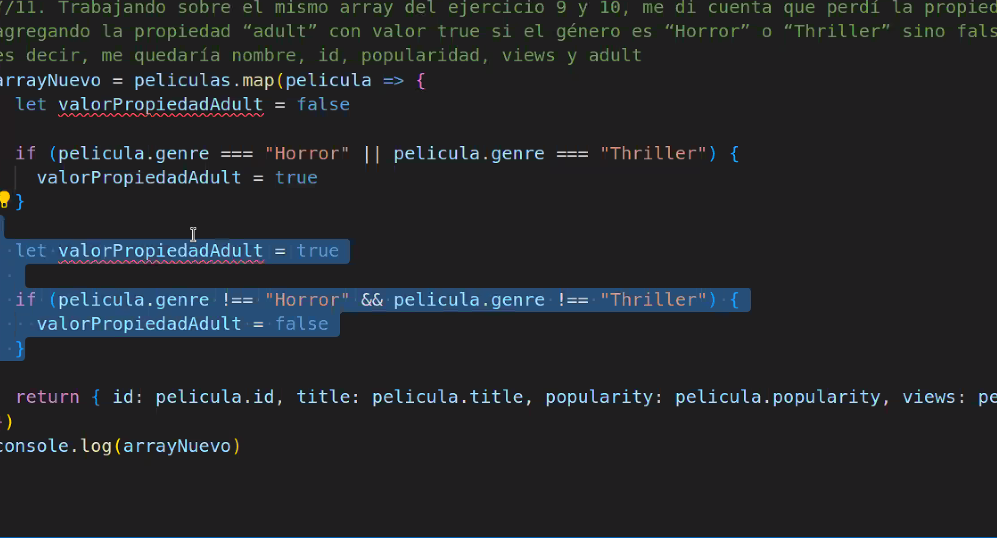 //11. Trabajando sobre el mismo array del ejercicio 9 y 10, me di cuenta que perdí la propied
agregando la propiedad “adult” con valor true si el género es “Horror” o “Thriller” sino fals
es decir, me quedaría nombre, id, popularidad, views y adult
arrayNuevo = peliculas.map(pelicula => {
let valorPropiedadAdult = false
if (pelicula.genre === "Horror" || pelicula.genre === "Thriller") {
valorPropiedadAdult = true
}
let valorPropiedadAdult = true
if (pelicula.genre !== "Horror" && pelicula.genre !== "Thriller") {
valorPropiedadAdult = false
}
return { id: pelicula.id, title: pelicula.title, popularity: pelicula.popularity, views: pe
})
console.log(arrayNuevo)